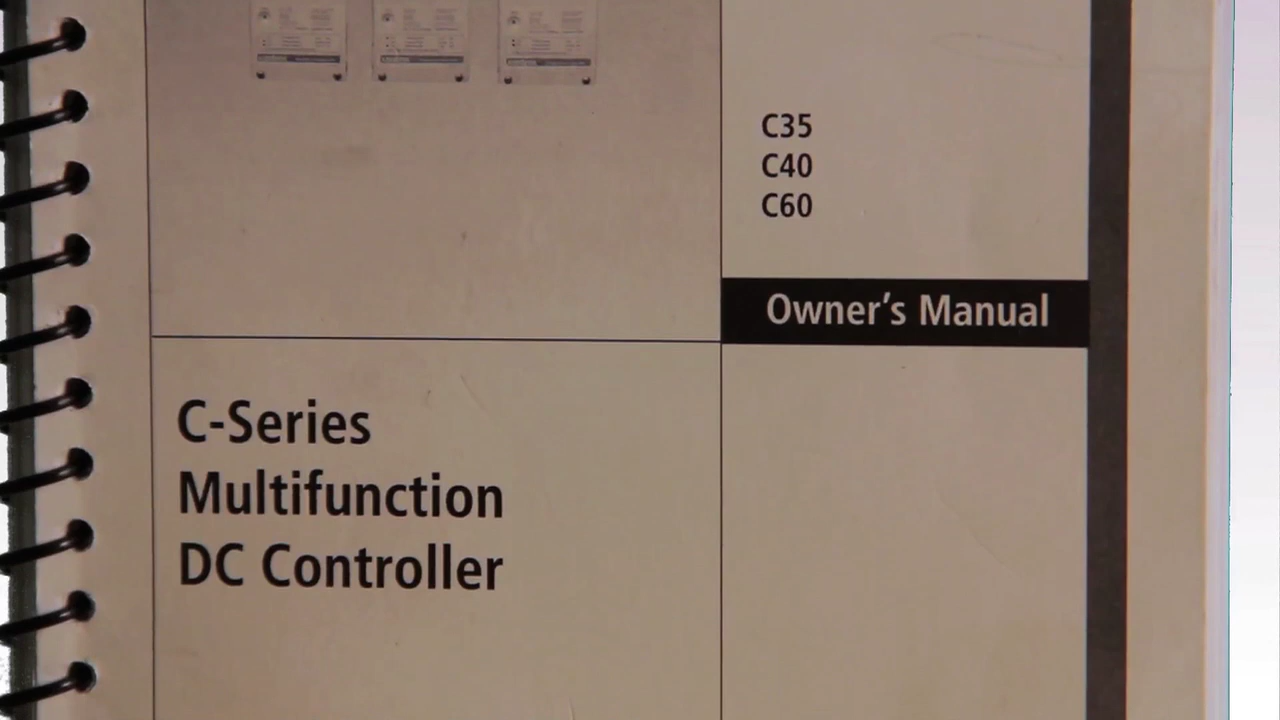 C35
C40
C60
Owner's Manual
C-Series
Multifunction
DC Controller